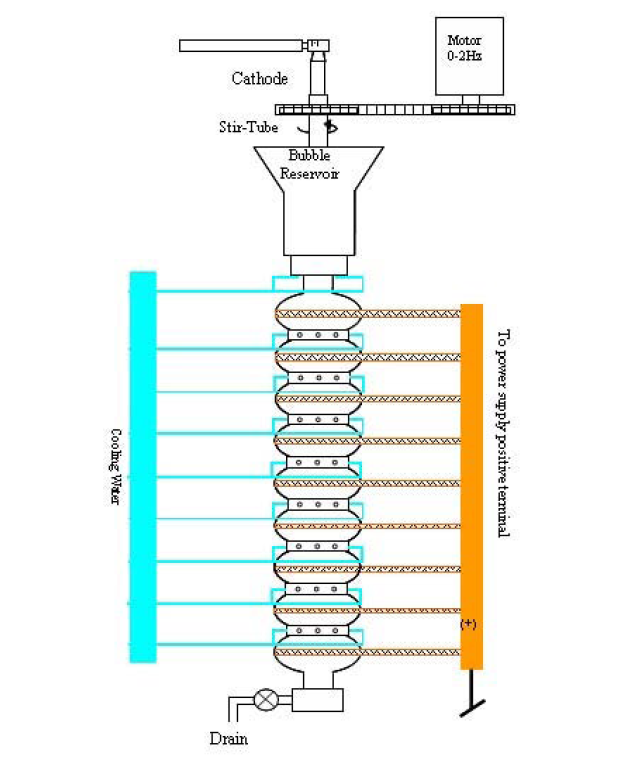 Motor
0-2Hz
Cathode
Stir-Tube
Bubble
Reservoir
To power supply positive terminal
Cooling Water
(+)
Drain